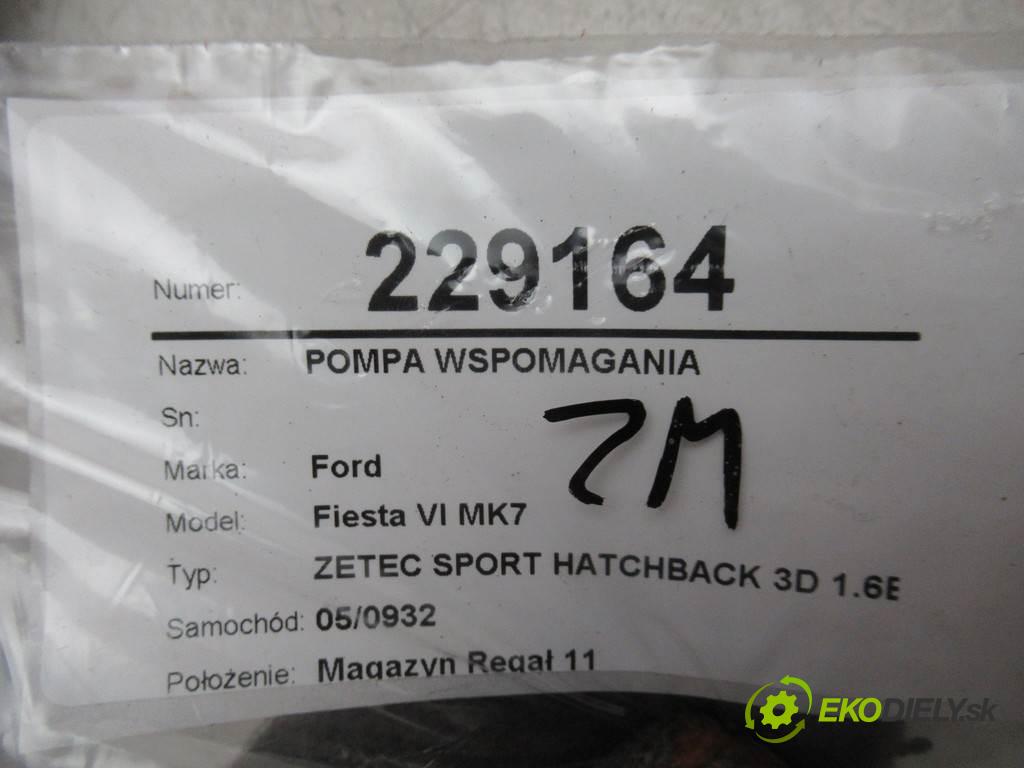 Numer: 229164
Nazwa: POMPA WSPOMAGANIA
Sn:
ZM
Marka: Ford
Model: Fiesta VI MK7
Typ: ZETEC SPORT HATCHBACK 3D 1.6E
Samochód: 05/0932
Położenie: Magazyn Regał 11
EKODIELY.sk